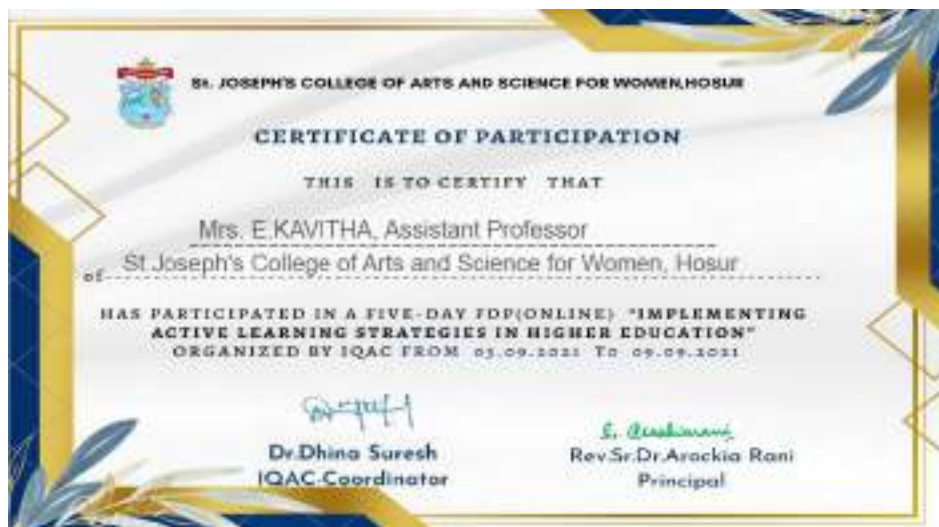 St. JOSEPH'S COLLEGE OF ARTS AND SCIENCE FOR WOMEN,HOSUR
CERTIFICATE OF PARTICIPATION
THIS IS TO CERTIFY THAT
Mrs. E.KAVITHA, Assistant Professor
of St.Joseph's College of Arts and Science for Women, Hosur
HAS PARTICIPATED IN A FIVE-DAY FDP(ONLINE) "IMPLEMENTING
ACTIVE LEARNING STRATEGIES IN HIGHER EDUCATION"
ORGANIZED BY IQAC FROM 03.09.2021 To 09.09.2021
Dr.Dhina Suresh
IQAC-Coordinator
Rev.Sr.Dr.Arockia Rani
Principal